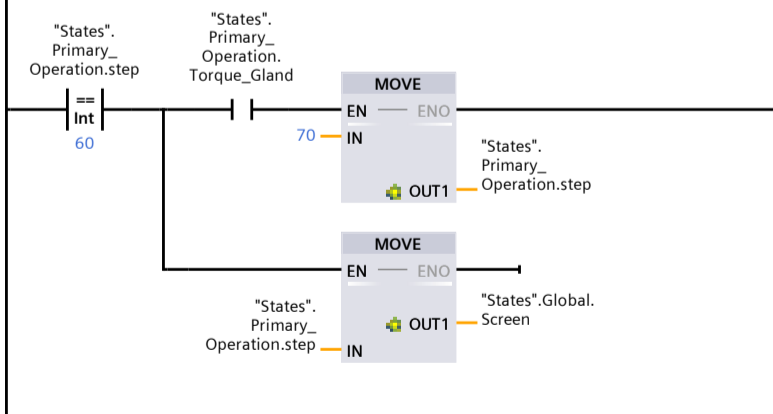 "States".
Primary_
Operation.step
==
Int
60
"States".
Primary_
Operation.
Torque_Gland
MOVE
EN
ENO
70
IN
OUT1
"States".
Primary_
Operation.step
MOVE
EN
ENO
"States".
Primary_
Operation.step
IN
OUT1
"States".Global.
Screen